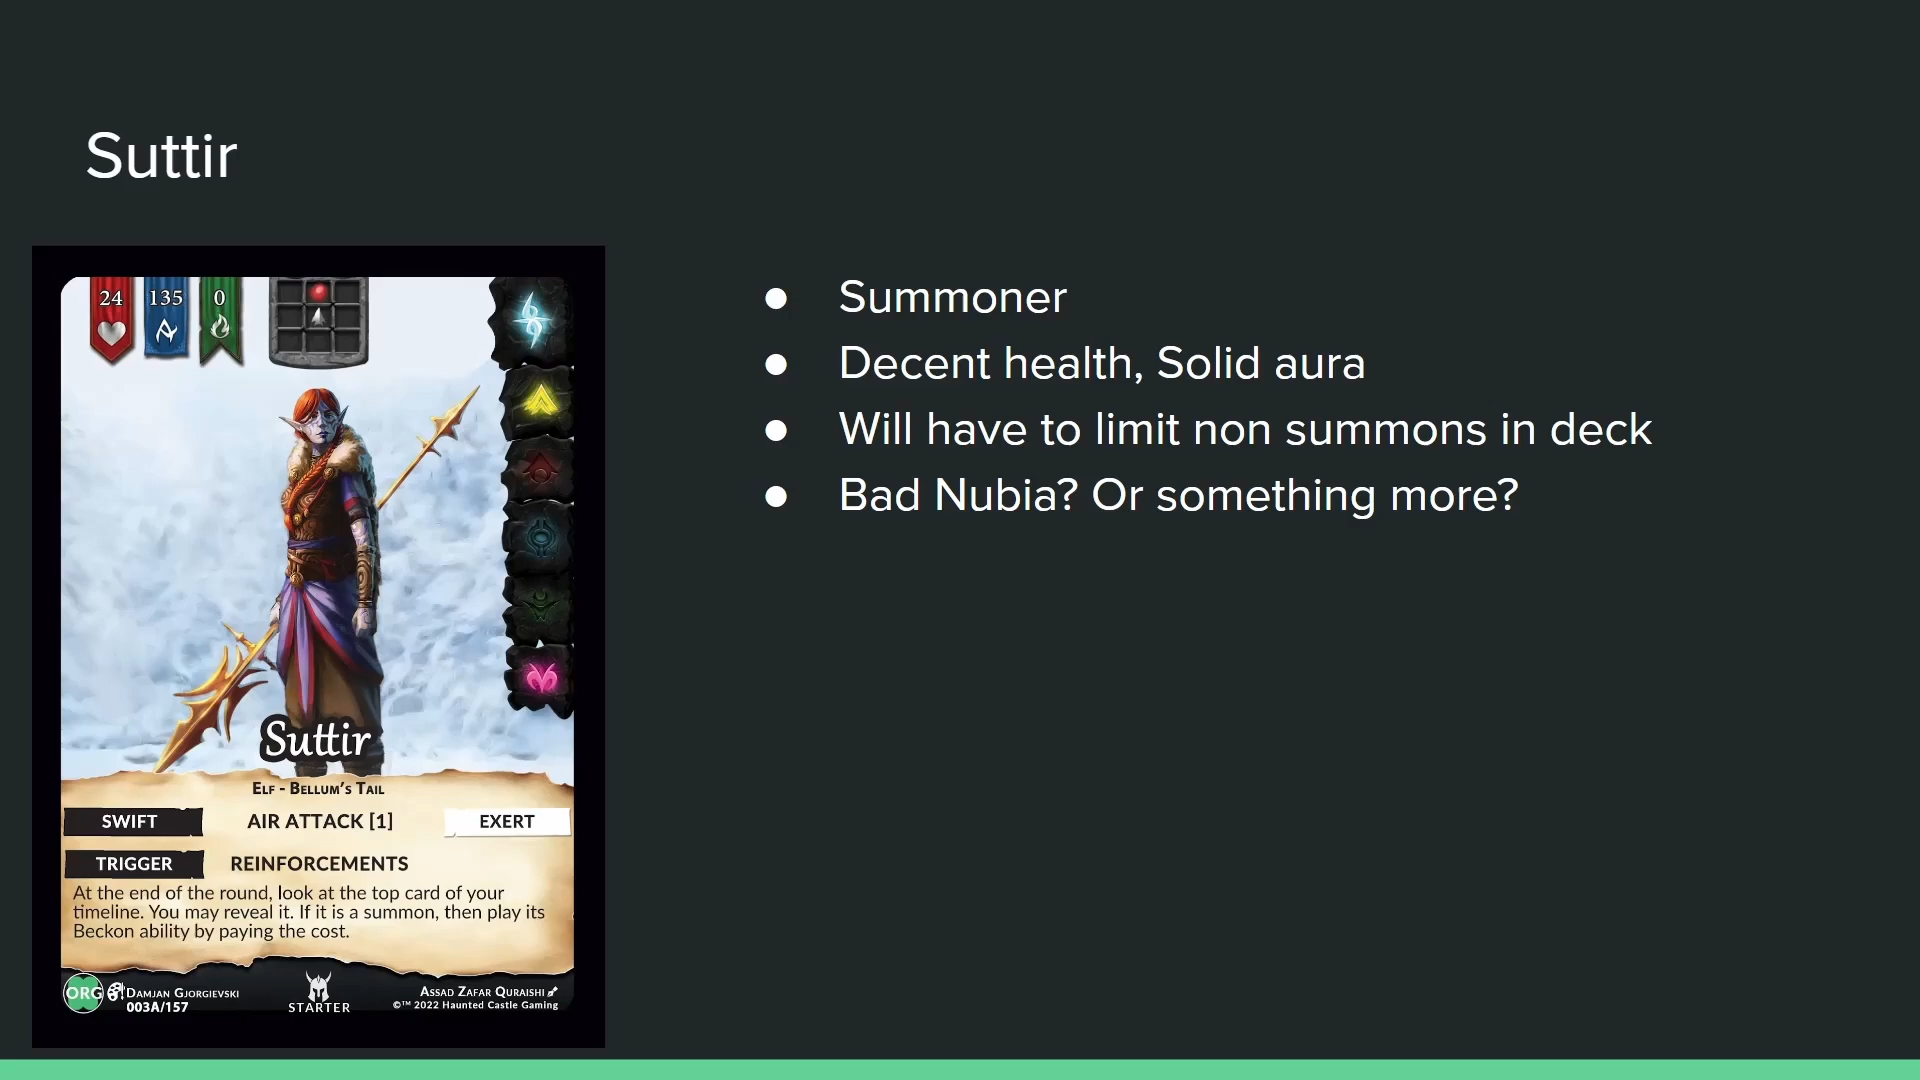 Suttir
24 135 0
Suttir
ELF - BELLUM'S TAIL
SWIFT AIR ATTACK [1] EXERT
TRIGGER REINFORCEMENTS
At the end of the round, look at the top card of your
timeline. You may reveal it. If it is a summon, then play its
Beckon ability by paying the cost.
ORG DAMJAN GJORGIEVSKI
003A/157
STARTER
ASSAD ZAFAR QURAISHI
©™ 2022 Haunted Castle Gaming
● Summoner
● Decent health, Solid aura
● Will have to limit non summons in deck
● Bad Nubia? Or something more?